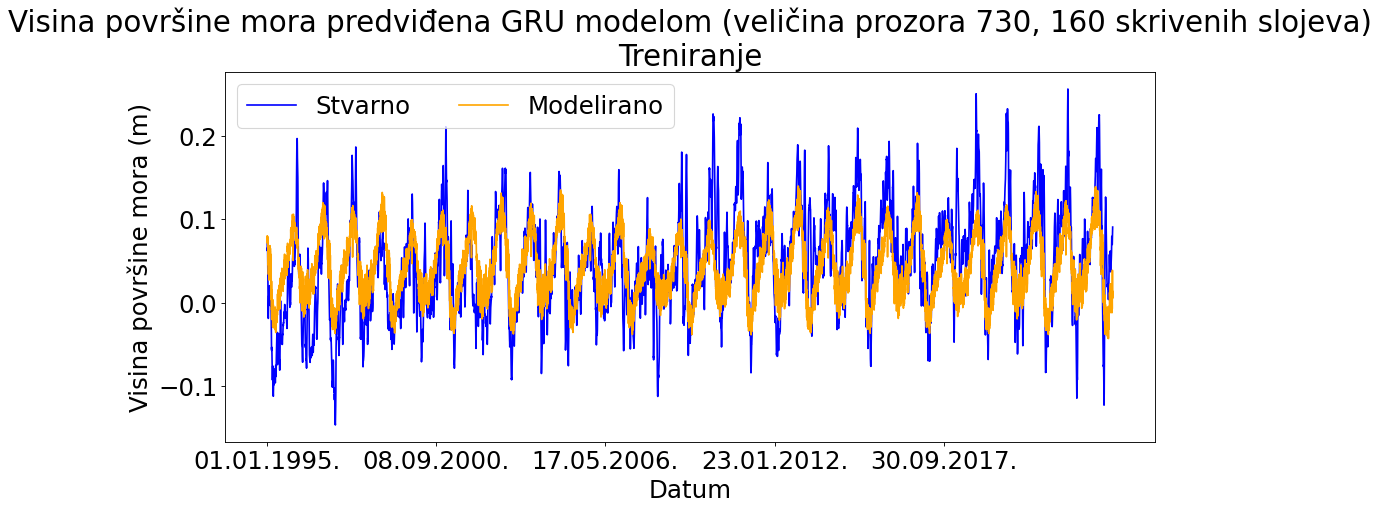 Visina površine mora predviđena GRU modelom (veličina prozora 730, 160 skrivenih slojeva)
Treniranje
Stvarno Modelirano
Visina površine mora (m)
0.2
0.1
0.0
−0.1
01.01.1995. 08.09.2000. 17.05.2006. 23.01.2012. 30.09.2017.
Datum